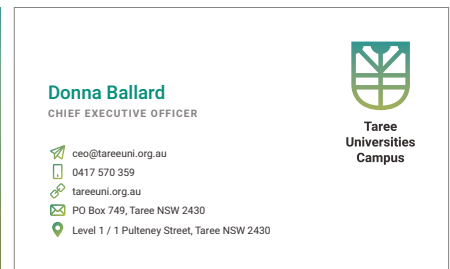 Donna Ballard
CHIEF EXECUTIVE OFFICER
ceo@tareeuni.org.au
0417 570 359
tareeuni.org.au
PO Box 749, Taree NSW 2430
Level 1 / 1 Pulteney Street, Taree NSW 2430
Taree
Universities
Campus